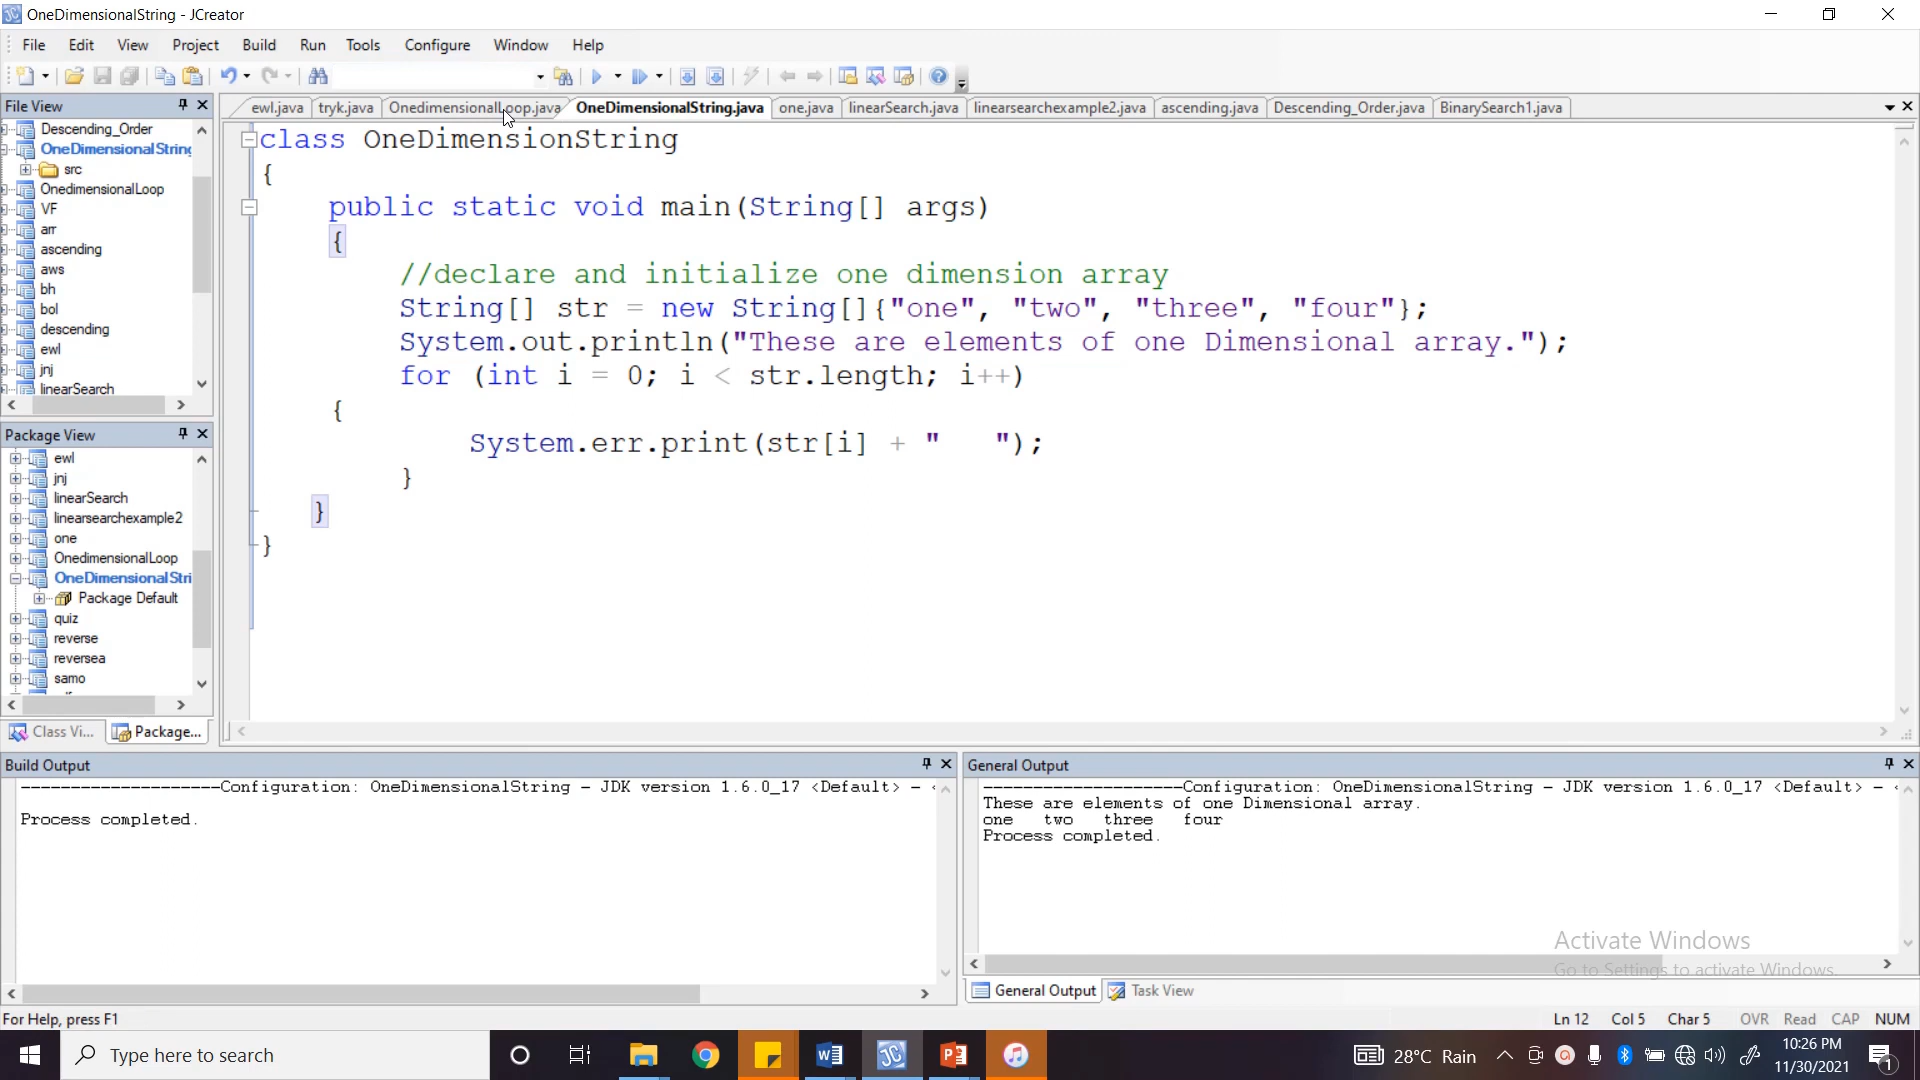 OneDimensionalString - JCreator
File Edit View Project Build Run Tools Configure Window Help
File View
ewl.java tryk.java OnedimensionalLoop.java OneDimensionalString.java one.java linearSearch.java linearsearchexample2.java ascending.java Descending_Order.java BinarySearch1.java
Descending_Order
OneDimensionalString
src
OnedimensionalLoop
VF
arr
ascending
aws
bh
bol
descending
ewl
jnj
linearSearch
Package View
ewl
jnj
linearSearch
linearsearchexample2
one
OnedimensionalLoop
OneDimensionalStri
Package Default
quiz
reverse
reversea
samo
Class Vi... Package...
class OneDimensionString
{
public static void main(String[] args)
{
//declare and initialize one dimension array
String[] str = new String[]{"one", "two", "three", "four"};
System.out.println("These are elements of one Dimensional array.");
for (int i = 0; i < str.length; i++)
{
System.err.print(str[i] + "   ");
}
}
}
Build Output
--------------------Configuration: OneDimensionalString - JDK version 1.6.0_17 <Default> - <
Process completed.
General Output
--------------------Configuration: OneDimensionalString - JDK version 1.6.0_17 <Default> - <
These are elements of one Dimensional array.
one   two   three   four
Process completed.
Activate Windows
Go to Settings to activate Windows.
General Output Task View
For Help, press F1
Ln 12 Col 5 Char 5 OVR Read CAP NUM
Type here to search
28°C Rain
10:26 PM
11/30/2021
1